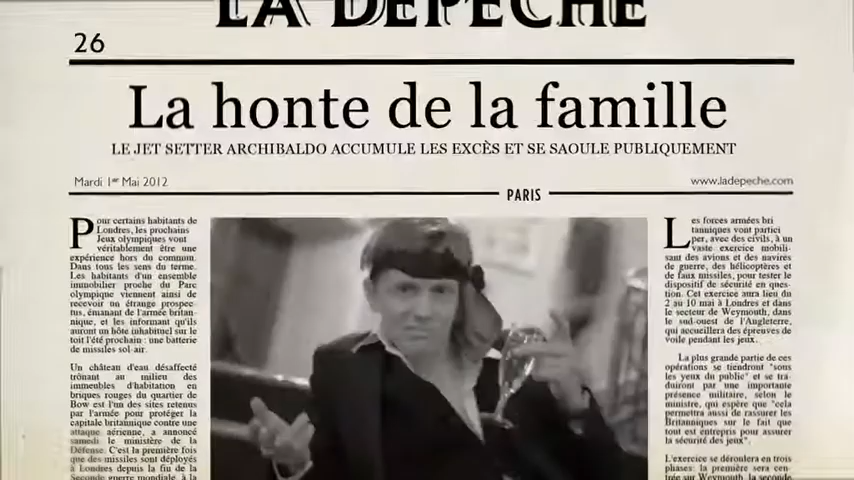 LA DEPECHE
26
La honte de la famille
LE JET SETTER ARCHIBALDO ACCUMULE LES EXCÈS ET SE SAOULE PUBLIQUEMENT
Mardi 1er Mai 2012
www.ladepeche.com
PARIS
Pour certains habitants de
Londres, les prochains
Jeux olympiques vont
véritablement être une
expérience hors du commun.
Dans tous les sens du terme.
Les habitants d'un ensemble
immobilier proche du Parc
olympique viennent ainsi de
recevoir un étrange prospec-
tus, émanant de l'armée britan-
nique, et les informant qu'ils
auront un hôte inhabituel sur le
toit l'été prochain : une batterie
de missiles sol-air.
Un château d'eau désaffecté
trônant au milieu des
immeubles d'habitation en
briques rouges du quartier de
Bow est l'un des sites retenus
par l'armée pour protéger la
capitale britannique contre une
attaque aérienne, a annoncé
samedi le ministère de la
Défense. C'est la première fois
que des missiles sont déployés
à Londres depuis la fin de la
Seconde guerre mondiale, à la
Les forces armées bri
tanniques vont partici
per, avec des civils, à un
vaste exercice mobili-
sant des avions et des navires
de guerre, des hélicoptères et
de faux missiles, pour tester le
dispositif de sécurité en ques-
tion. Cet exercice aura lieu du
2 au 10 mai à Londres et dans
le secteur de Weymouth, dans
le sud-ouest de l'Angleterre,
qui accueillera des épreuves de
voile pendant les jeux.
La plus grande partie de ces
opérations se tiendront "sous
les yeux du public" et se tra-
duiront par une importante
présence militaire, selon le
ministre, qui espère que "cela
permettra aussi de rassurer les
Britanniques sur le fait que
tout est entrepris pour assurer
la sécurité des jeux".
L'exercice se déroulera en trois
phases: la première sera cen-
trée sur Weymouth, la seconde